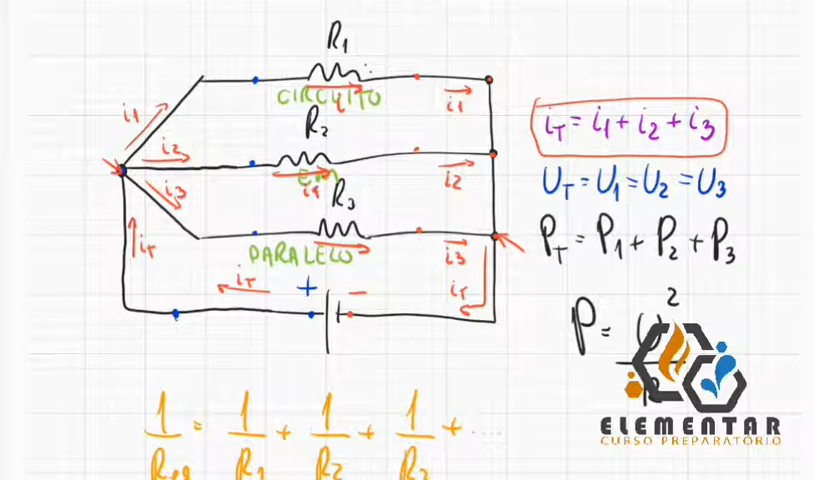 R1
i1
CIRCUITO
i1
i1
iT = i1 + i2 + i3
R2
i2
EM
i2
UT = U1 = U2 = U3
i3
R3
PARALELO
i3
PT = P1 + P2 + P3
iT
iT
+ −
iT
P = U²
ELEMENTAR
CURSO PREPARATÓRIO
1/Req = 1/R1 + 1/R2 + 1/R3 + ....